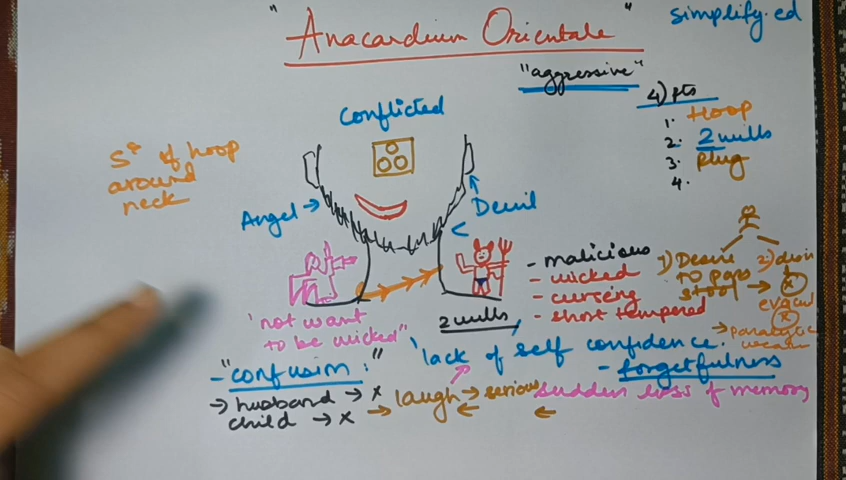 "Anacardium Orientale"
simplify.ed
"aggressive"
4) pts
1. Hoop
2. 2 wills
3. Plug
4.
Conflicted
S* of hoop
around
neck
Angel →
Devil
- malicious
- wicked
- cursing
- short tempered
"not want
to be wicked"
2 wills
1) Desire
to pass
stool →
2) desire
x
evacu
x
→ paralytic
- "confusion:"
"lack of self confidence.
- forgetfulness
→ husband → x
child → x
→ laugh → serious
← ←
sudden loss of memory